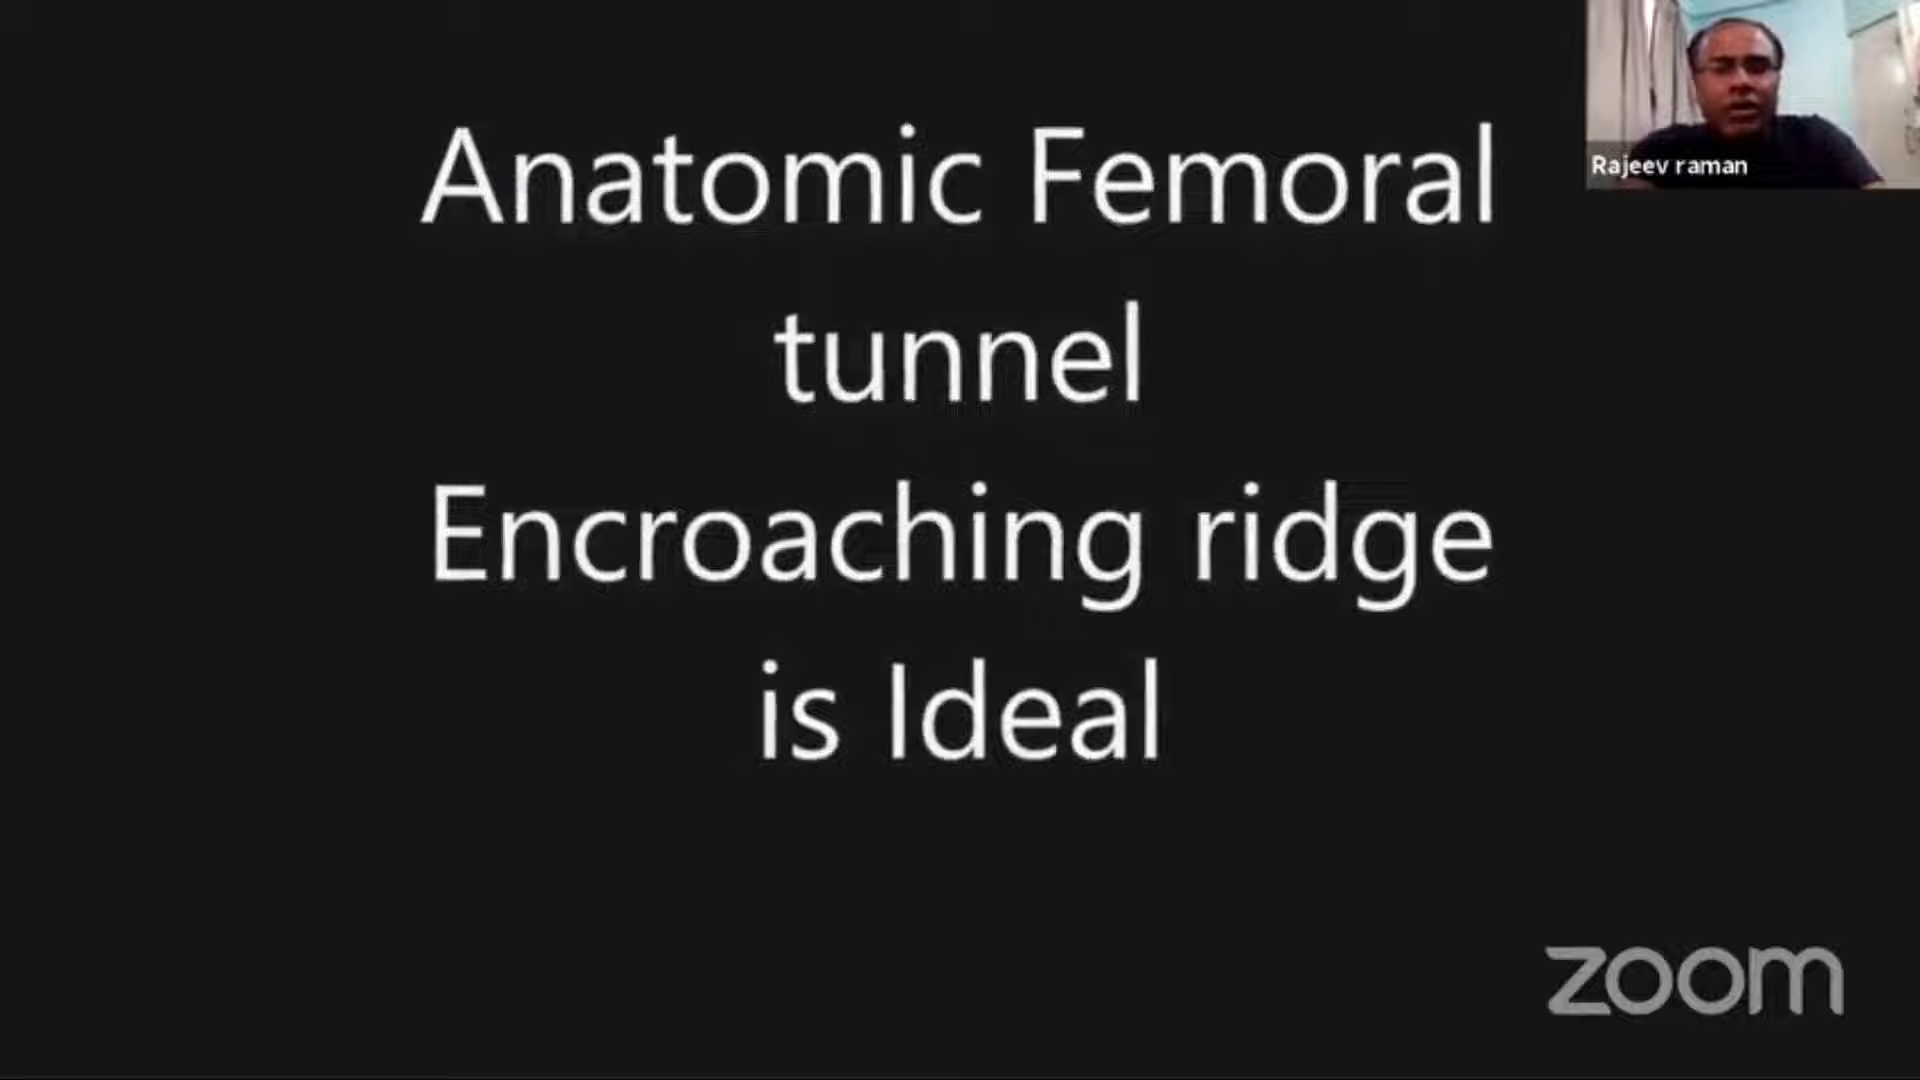 Anatomic Femoral
tunnel
Encroaching ridge
is Ideal
Rajeev raman
zoom